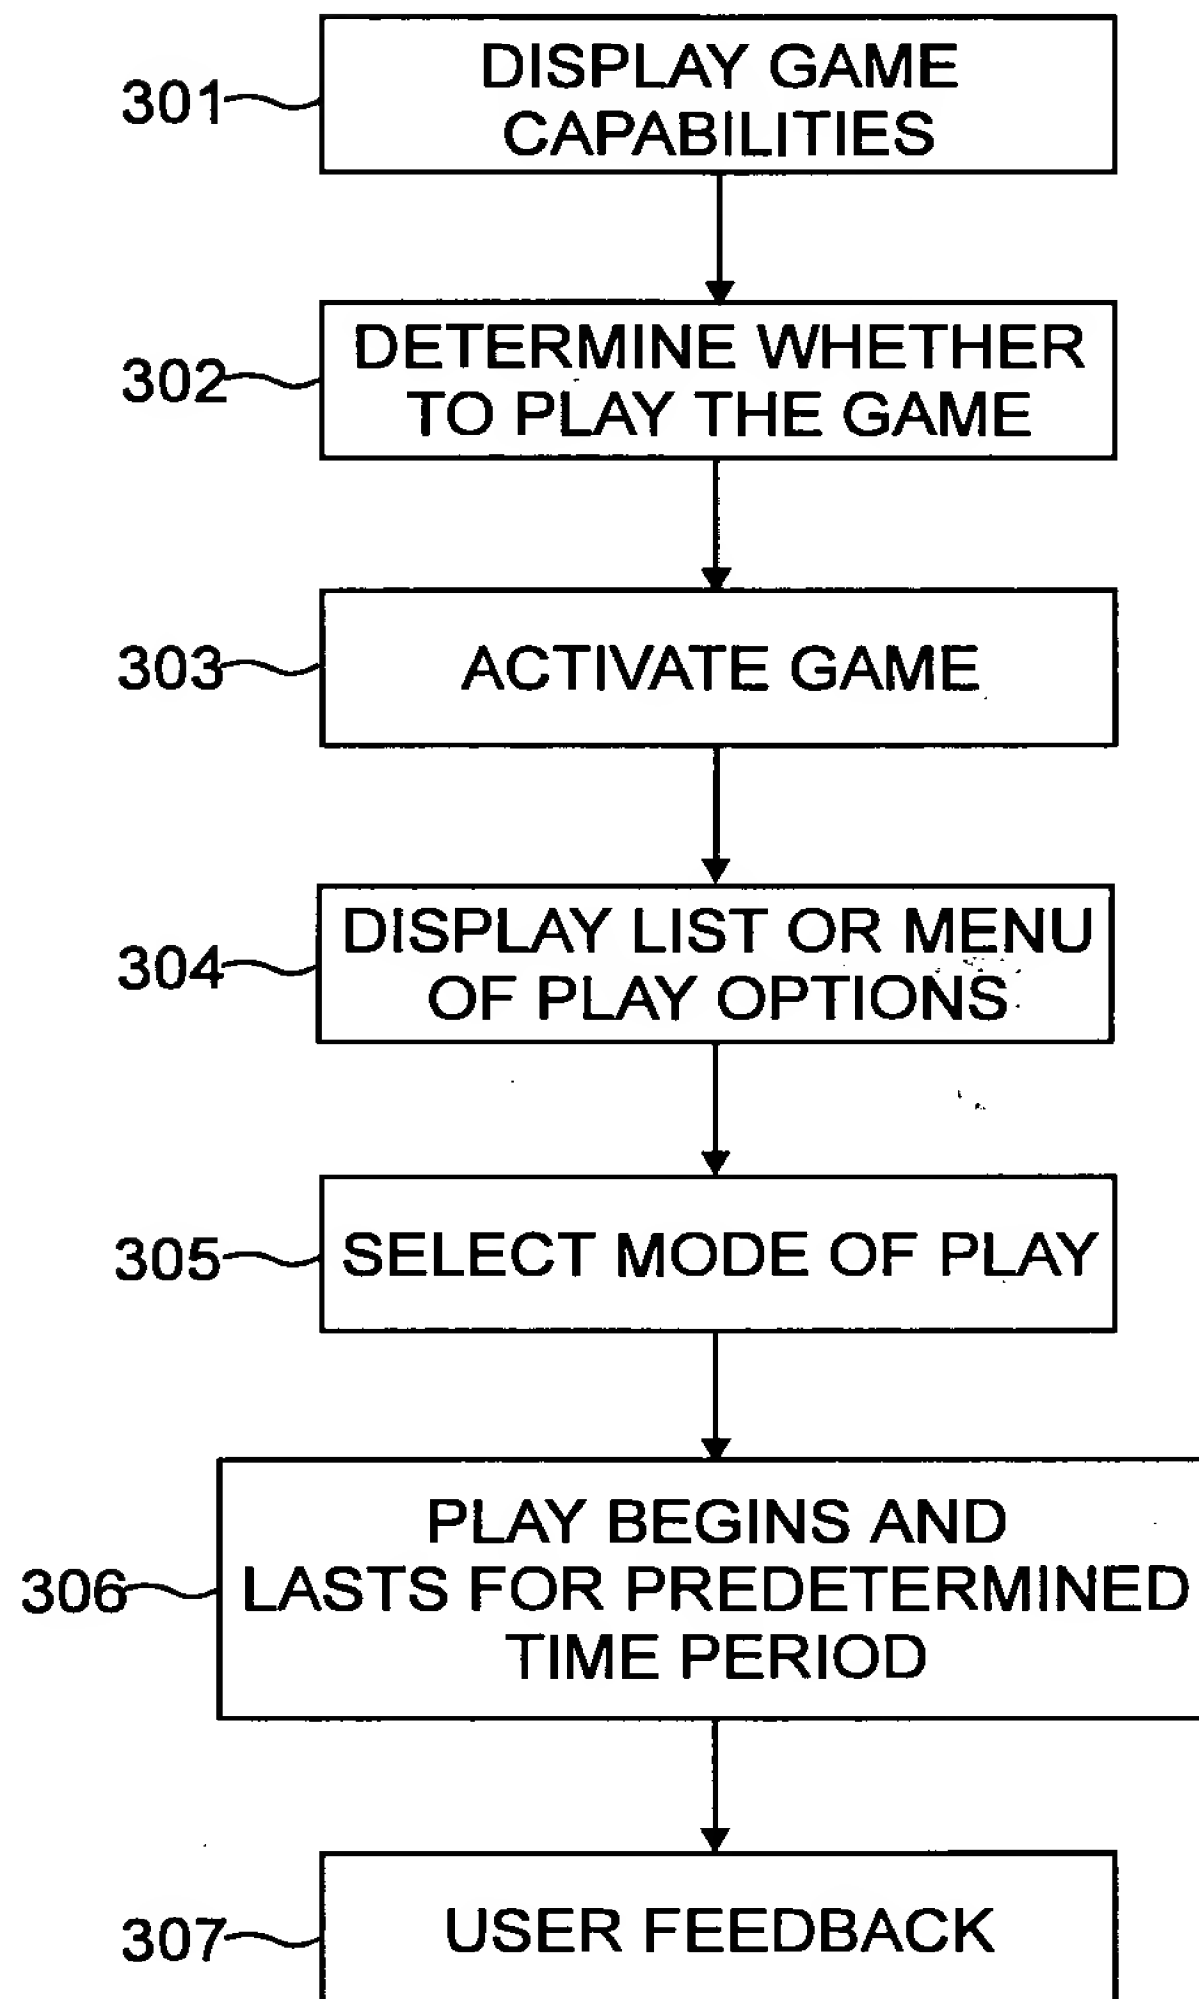 301
DISPLAY GAME
CAPABILITIES
302
DETERMINE WHETHER
TO PLAY THE GAME
303
ACTIVATE GAME
304
DISPLAY LIST OR MENU
OF PLAY OPTIONS
305
SELECT MODE OF PLAY
306
PLAY BEGINS AND
LASTS FOR PREDETERMINED
TIME PERIOD
307
USER FEEDBACK